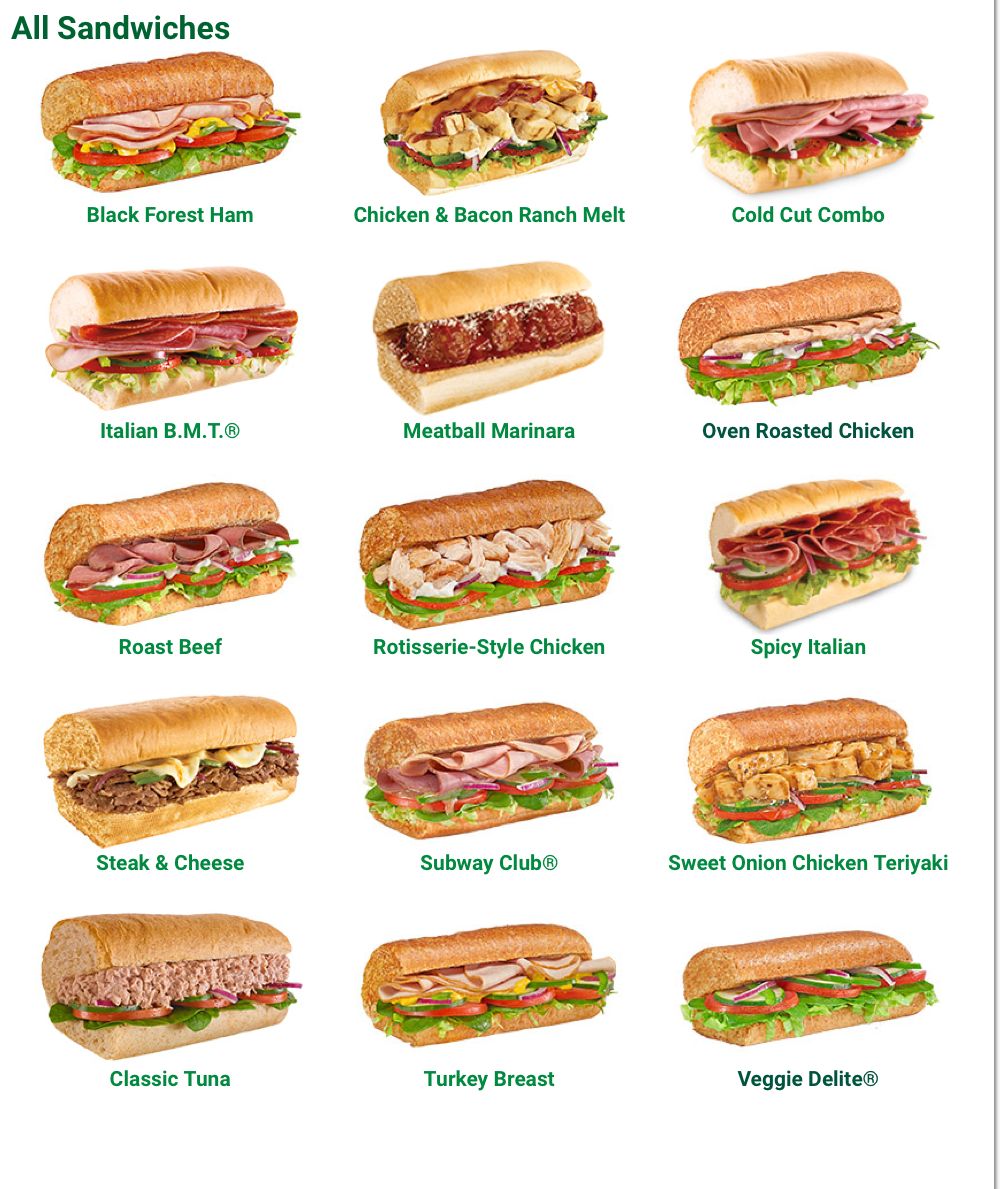 All Sandwiches
Black Forest Ham
Chicken & Bacon Ranch Melt
Cold Cut Combo
Italian B.M.T.®
Meatball Marinara
Oven Roasted Chicken
Roast Beef
Rotisserie-Style Chicken
Spicy Italian
Steak & Cheese
Subway Club®
Sweet Onion Chicken Teriyaki
Classic Tuna
Turkey Breast
Veggie Delite®